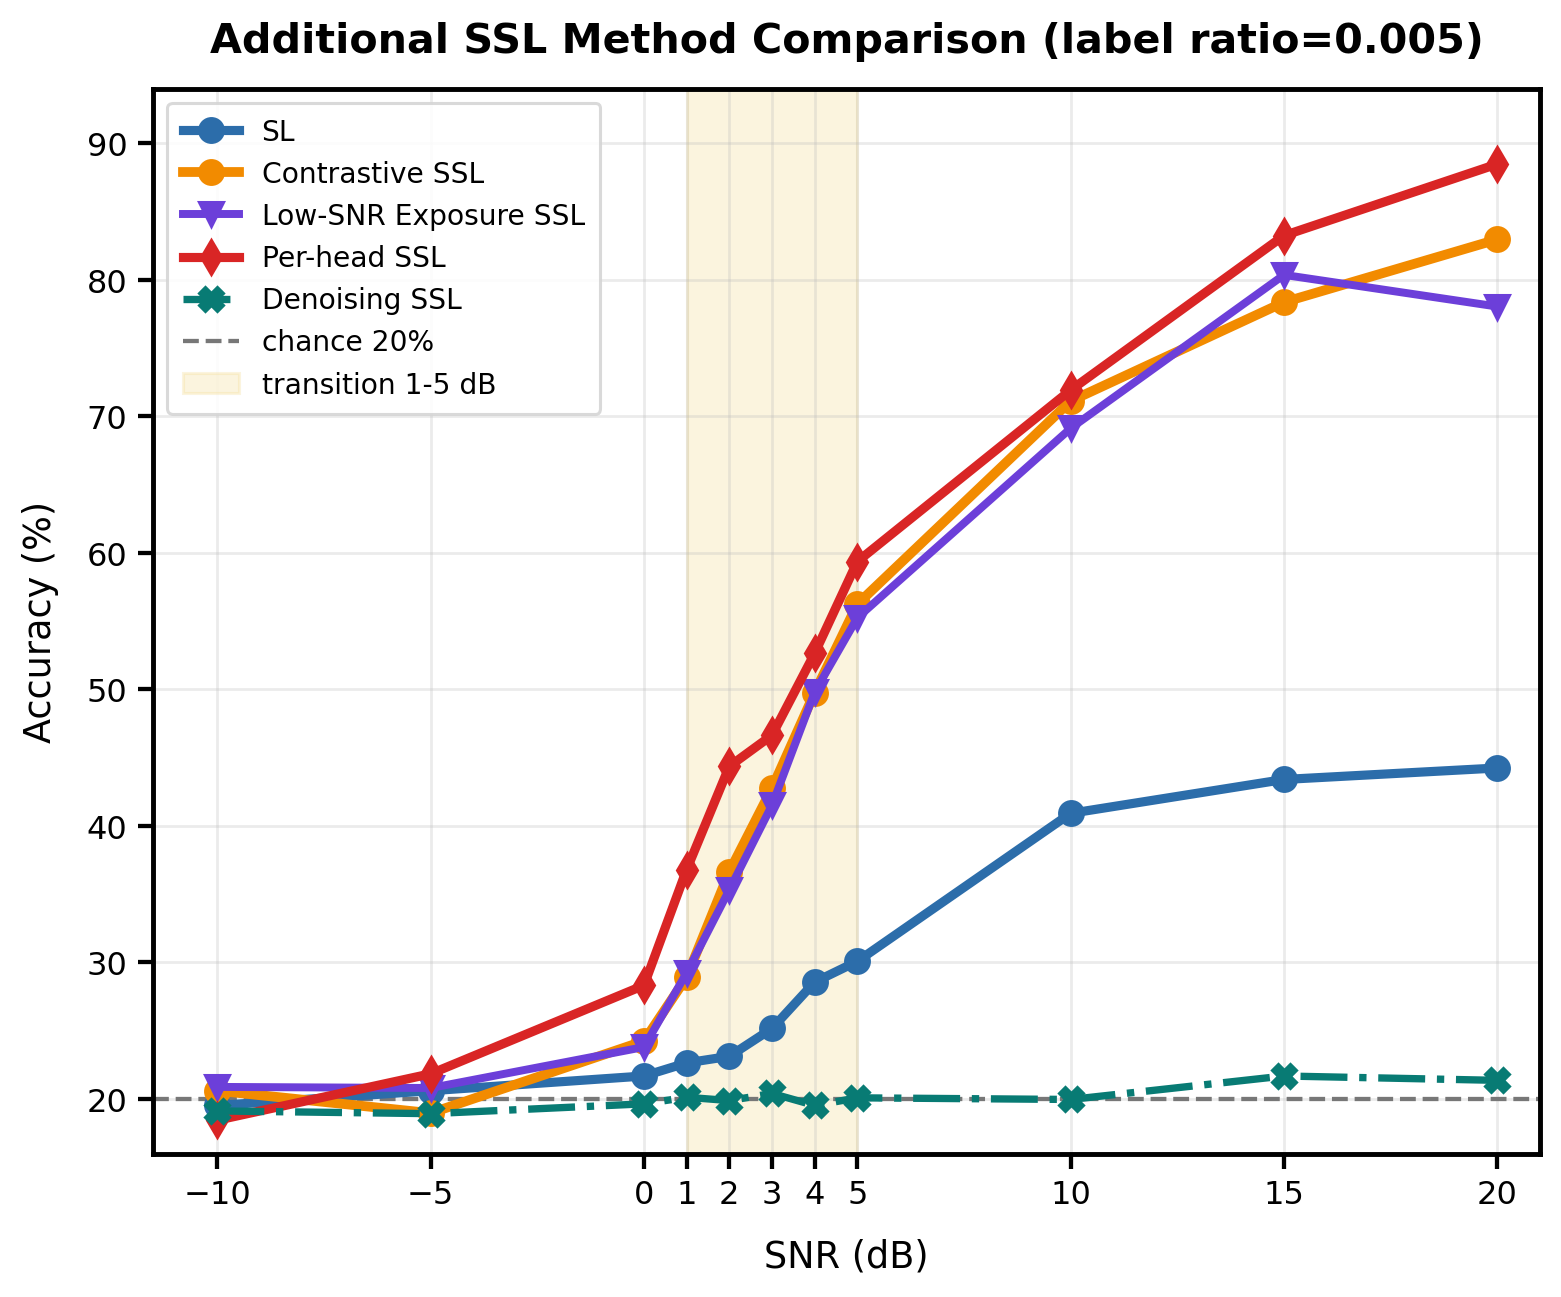 Additional SSL Method Comparison (label ratio=0.005)
SL
Contrastive SSL
Low-SNR Exposure SSL
Per-head SSL
Denoising SSL
chance 20%
transition 1-5 dB
90
80
70
60
50
40
30
20
Accuracy (%)
−10 −5 0 1 2 3 4 5 10 15 20
SNR (dB)